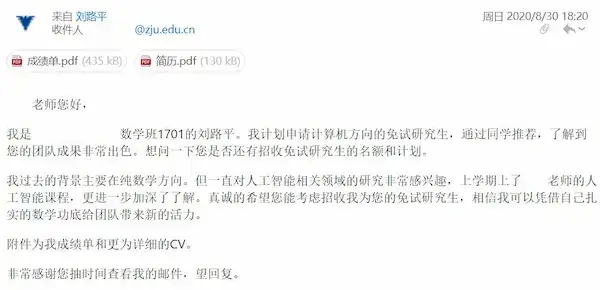 来自 刘路平
周日 2020/8/30 18:20
收件人 @zju.edu.cn
成绩单.pdf (435 kB) 简历.pdf (130 kB)
老师您好，
我是 数学班1701的刘路平。我计划申请计算机方向的免试研究生，通过同学推荐，了解到
您的团队成果非常出色。想问一下您是否还有招收免试研究生的名额和计划。
我过去的背景主要在纯数学方向。但一直对人工智能相关领域的研究非常感兴趣，上学期上了 老师的人
工智能课程，更进一步加深了了解。真诚的希望您能考虑招收我为您的免试研究生，相信我可以凭借自己扎
实的数学功底给团队带来新的活力。
附件为我成绩单和更为详细的CV。
非常感谢您抽时间查看我的邮件，望回复。